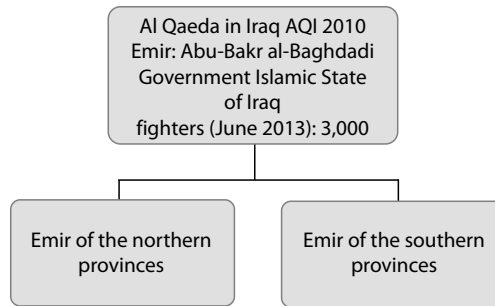 Al Qaeda in Iraq AQI 2010
Emir: Abu-Bakr al-Baghdadi
Government Islamic State
of Iraq
fighters (June 2013): 3,000
Emir of the northern
provinces
Emir of the southern
provinces